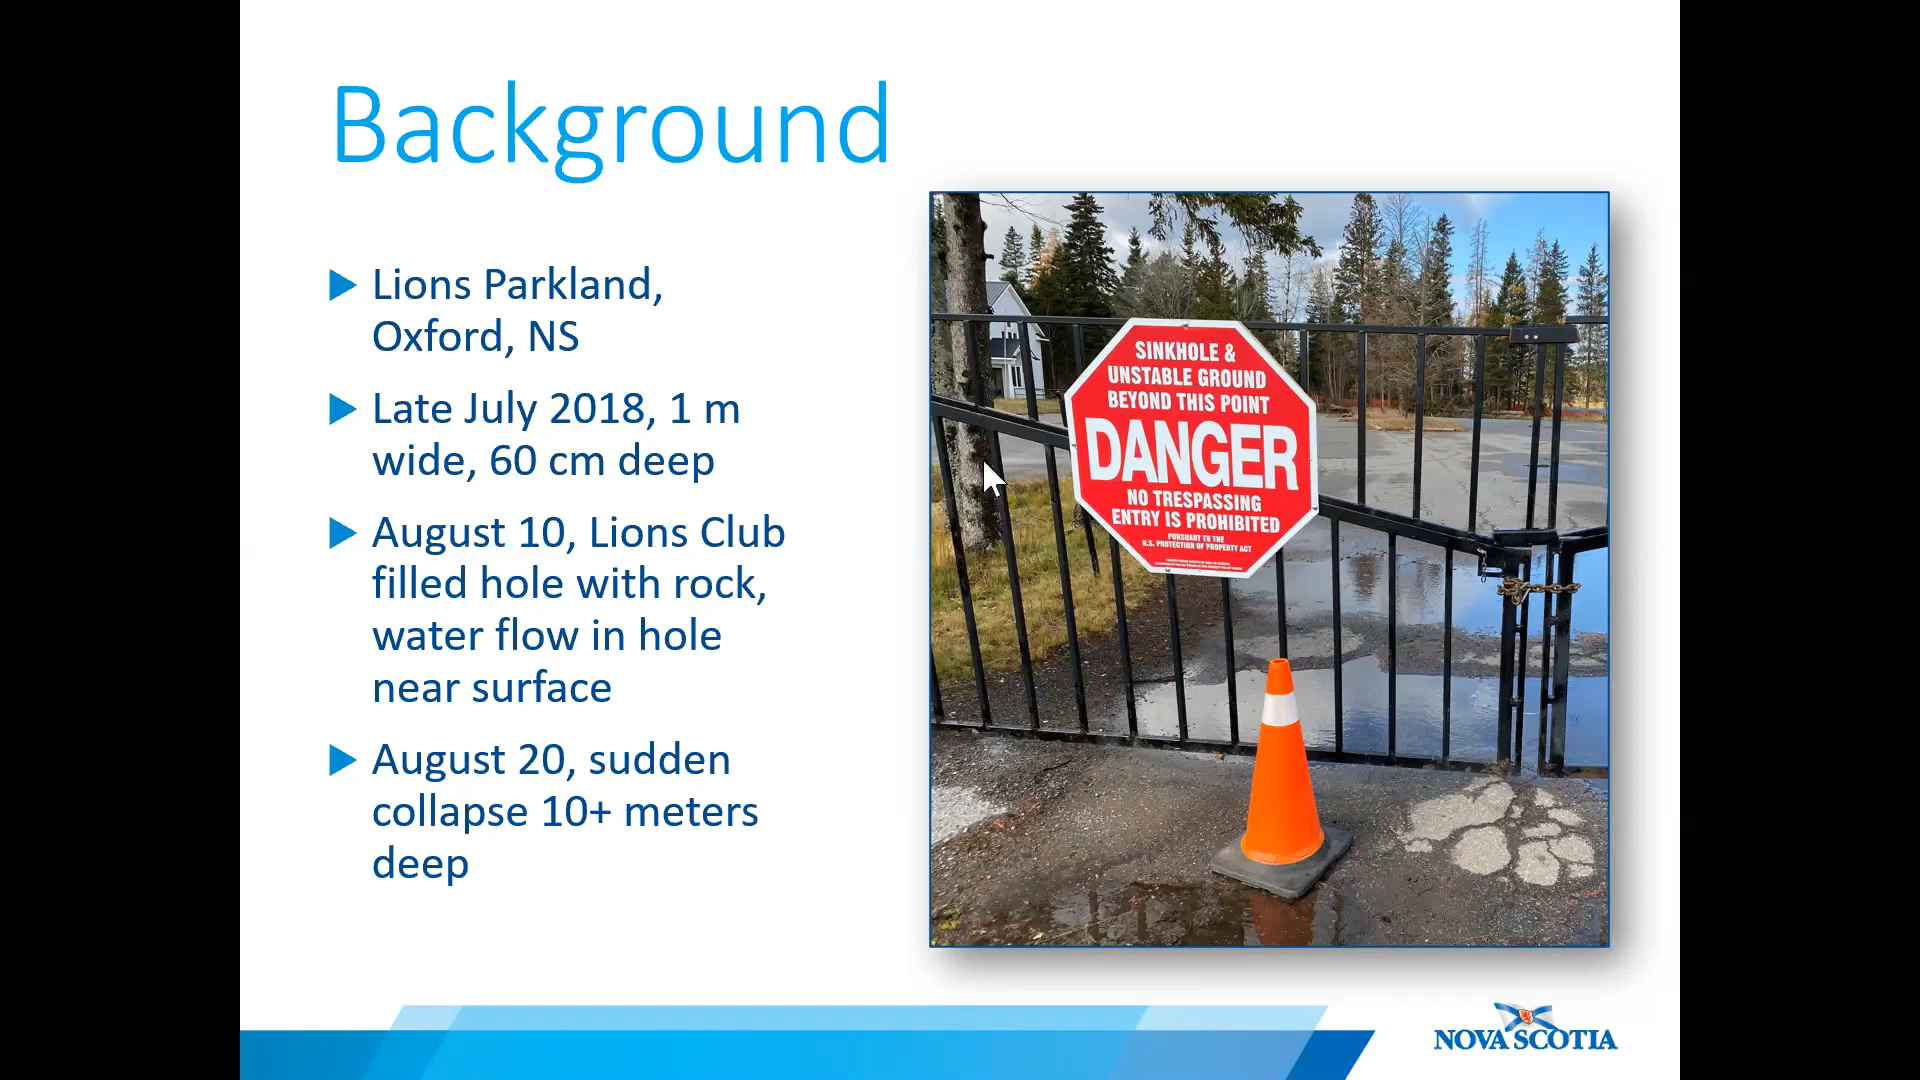 Background
Lions Parkland,
Oxford, NS
Late July 2018, 1 m
wide, 60 cm deep
August 10, Lions Club
filled hole with rock,
water flow in hole
near surface
August 20, sudden
collapse 10+ meters
deep
SINKHOLE &
UNSTABLE GROUND
BEYOND THIS POINT
DANGER
NO TRESPASSING
ENTRY IS PROHIBITED
PURSUANT TO THE
N.S. PROTECTION OF PROPERTY ACT
NOVA SCOTIA